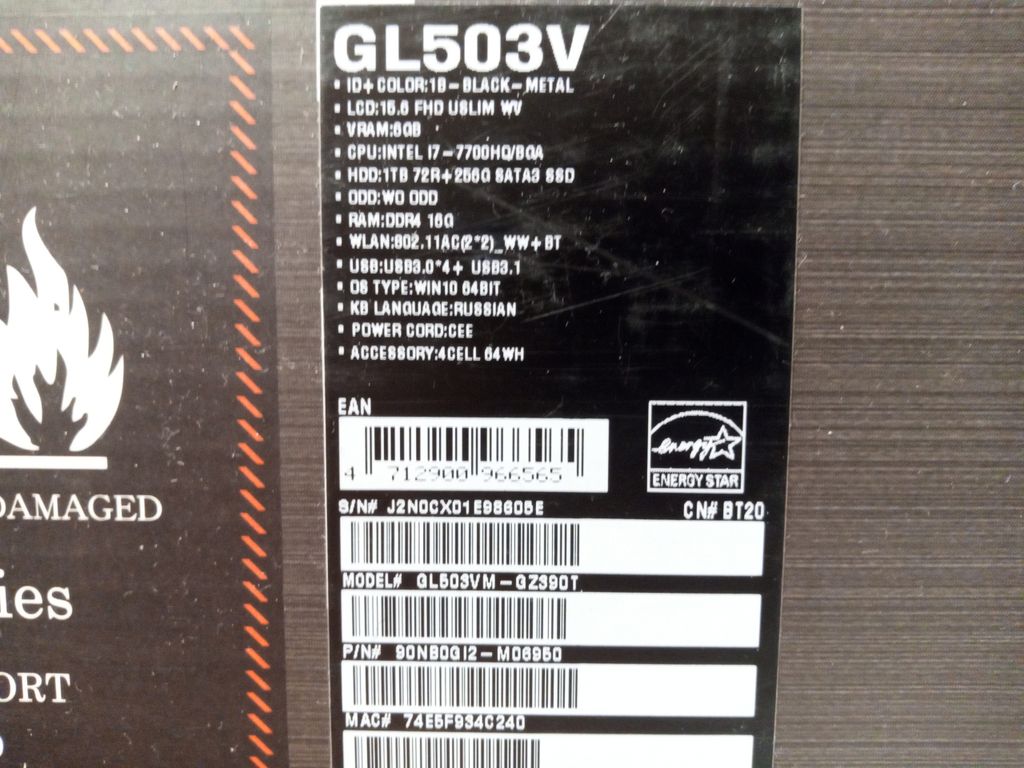 GL503V
• ID+ COLOR:1B-BLACK-METAL
• LCD:15.6 FHD USLIM WV
• VRAM:6GB
• CPU:INTEL I7-7700HQ/BGA
• HDD:1TB 72R+256G SATA3 SSD
• ODD:WO ODD
• RAM:DDR4 16G
• WLAN:802.11AC(2*2)_WW+BT
• USB:USB3.0*4+ USB3.1
• OS TYPE:WIN10 64BIT
• KB LANGUAGE:RUSSIAN
• POWER CORD:CEE
• ACCESSORY:4CELL 64WH
EAN
4 712900 966565
energy
ENERGY STAR
S/N# J2N0CX01E98605E
CN# BT20
MODEL# GL503VM-GZ390T
P/N# 90NB0GI2-M06950
MAC# 74E5F934C240
DAMAGED
ies
ORT